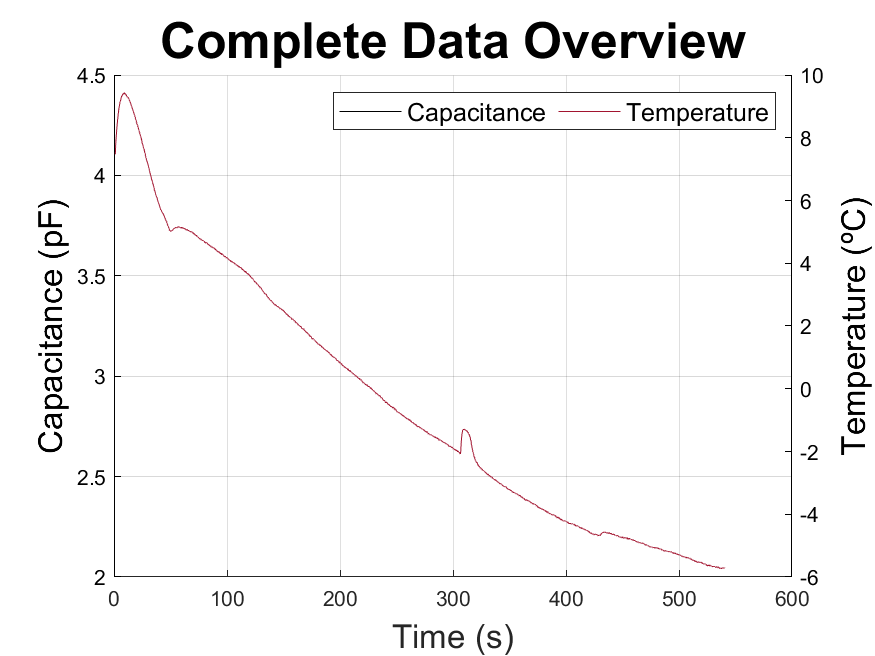 Complete Data Overview
Capacitance Temperature
Capacitance (pF)
4.5
4
3.5
3
2.5
2
10
8
6
4
2
0
-2
-4
-6
Temperature (ºC)
0 100 200 300 400 500 600
Time (s)